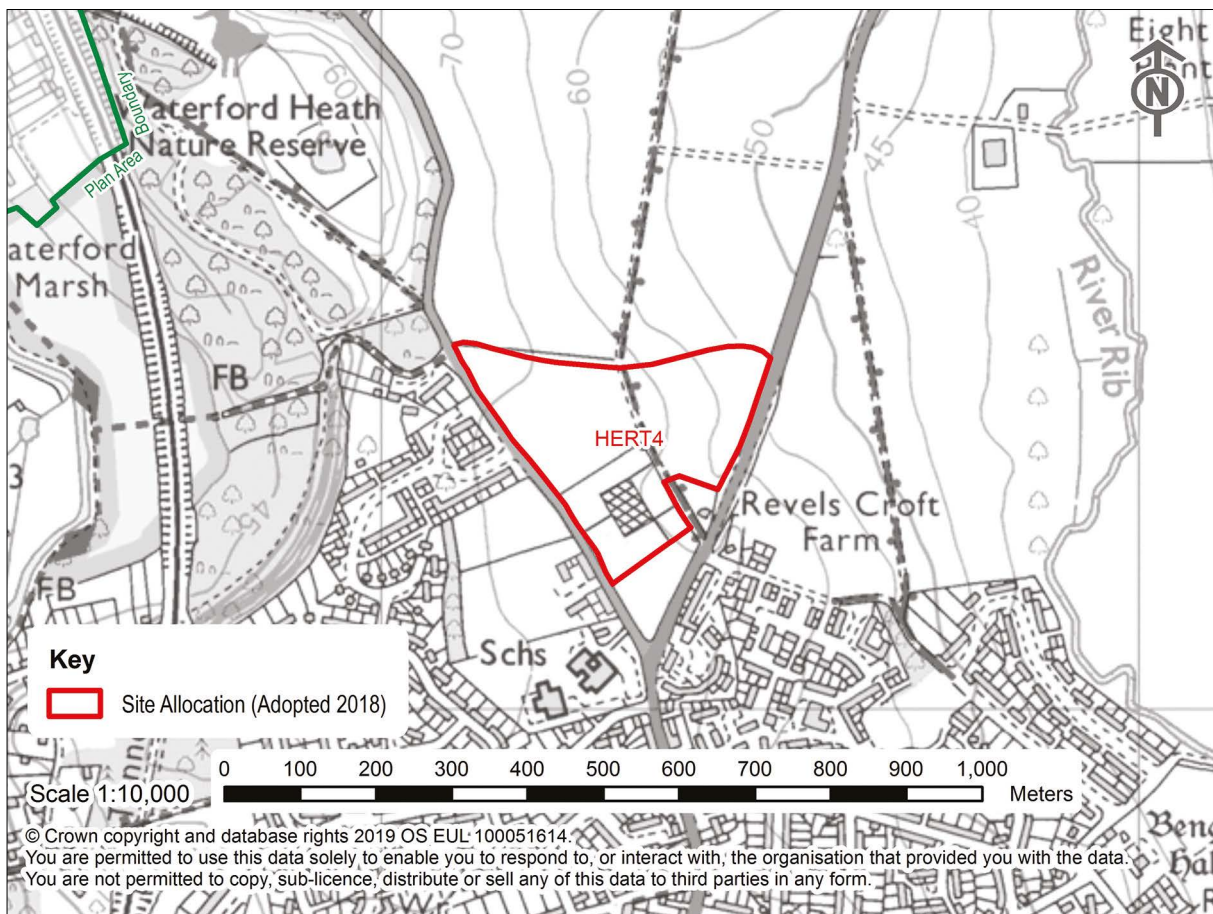 70
60
60
50
45
40
Eight
N
Waterford Heath
Nature Reserve
Plan Area
Boundary
aterford
Marsh
River Rib
FB
HERT4
3
45
Revels Croft
Farm
FB
Schs
Key
Site Allocation (Adopted 2018)
0 100 200 300 400 500 600 700 800 900 1,000
Scale 1:10,000
Meters
© Crown copyright and database rights 2019 OS EUL 100051614.
You are permitted to use this data solely to enable you to respond to, or interact with, the organisation that provided you with the data.
You are not permitted to copy, sub-licence, distribute or sell any of this data to third parties in any form.